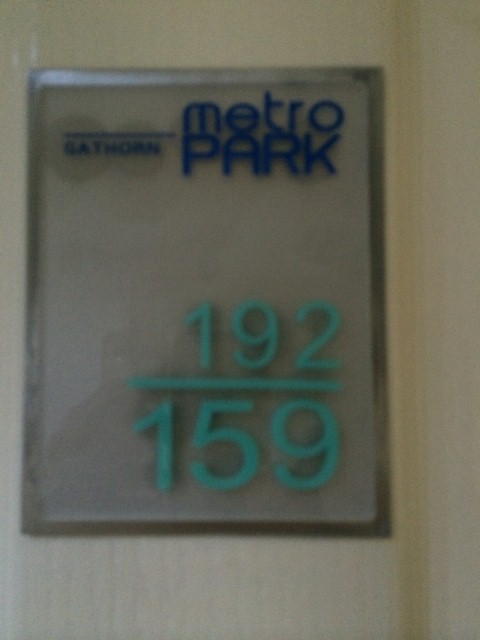 metro
SATHORN PARK
192
159